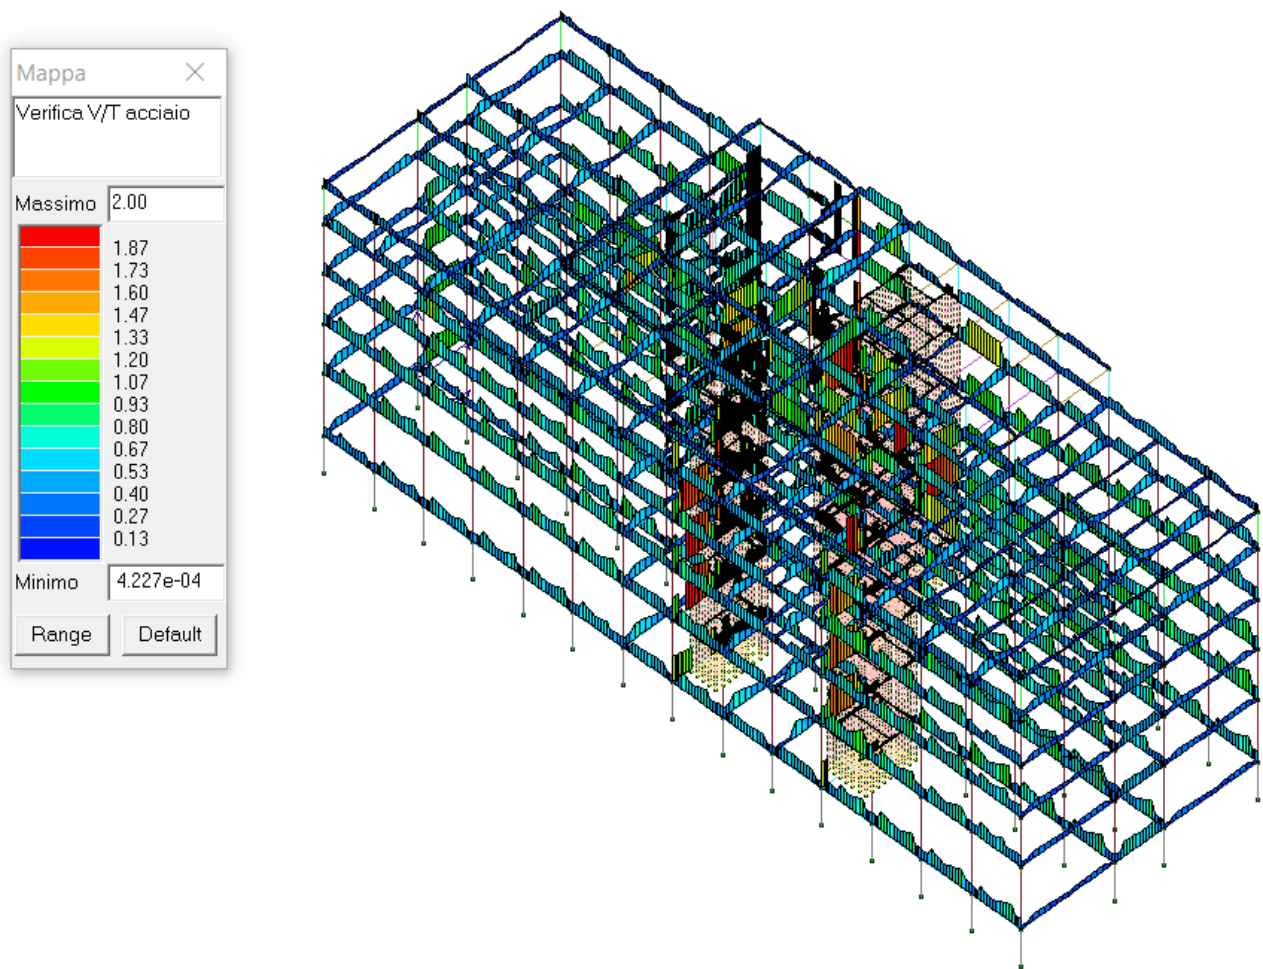 Mappa
Verifica V/T acciaio
Massimo 2.00
1.87
1.73
1.60
1.47
1.33
1.20
1.07
0.93
0.80
0.67
0.53
0.40
0.27
0.13
Minimo 4.227e-04
Range Default